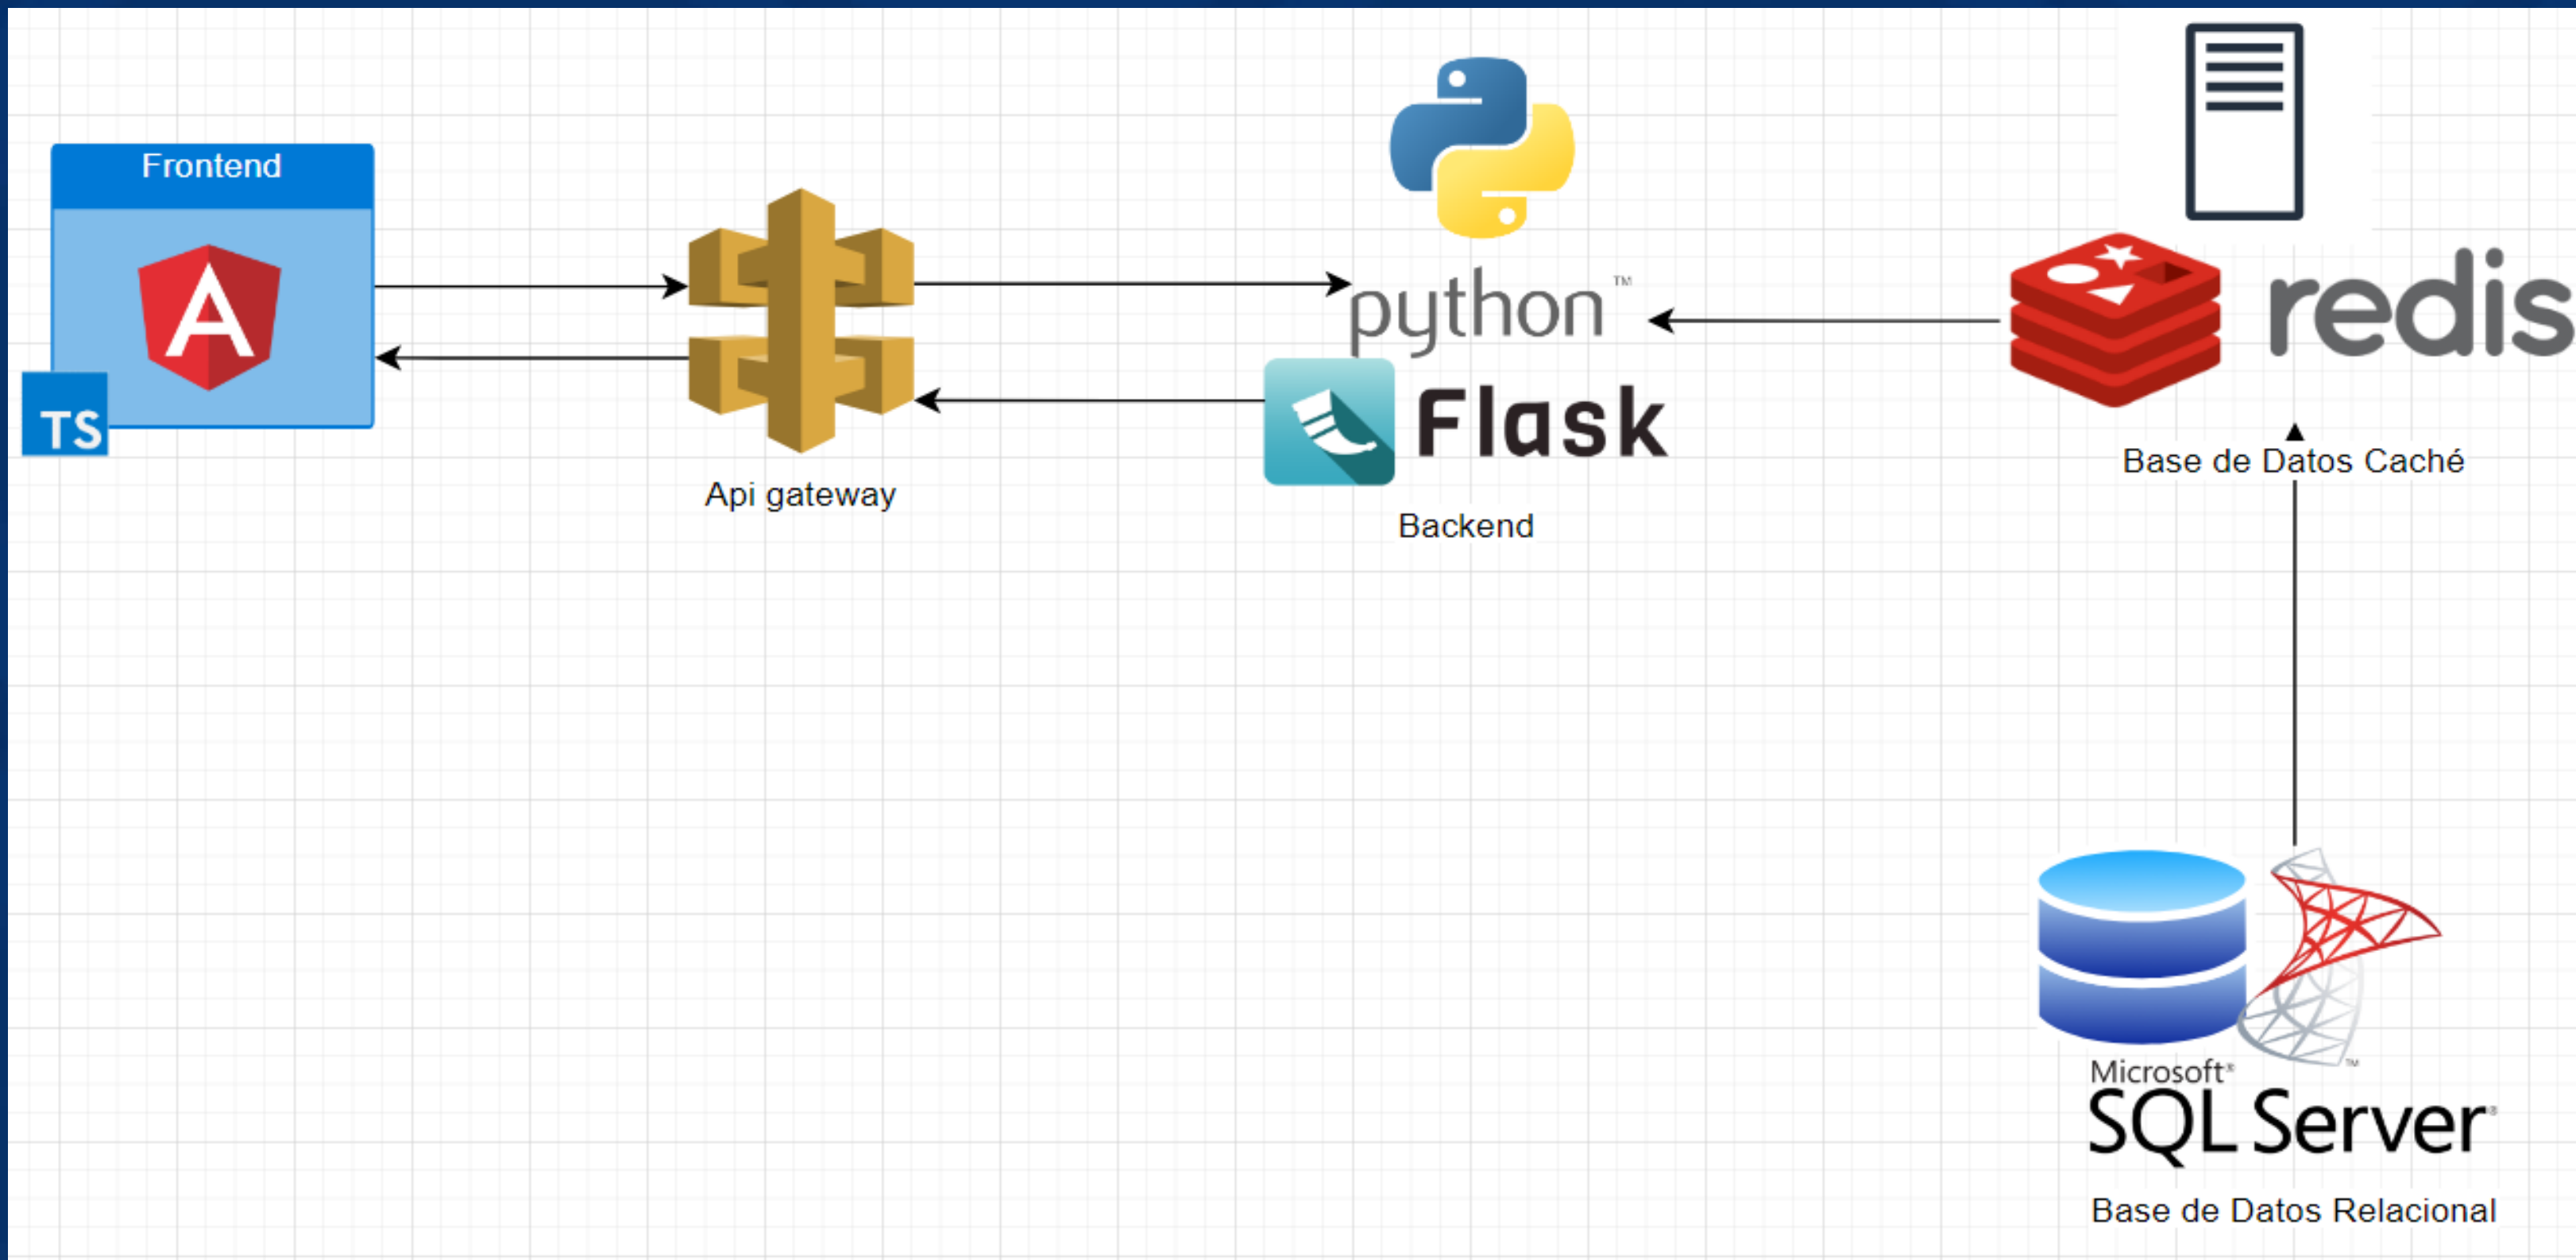 Frontend
A
TS
Api gateway
python™
Flask
Backend
redis
Base de Datos Caché
Microsoft®
SQL Server®
™
Base de Datos Relacional